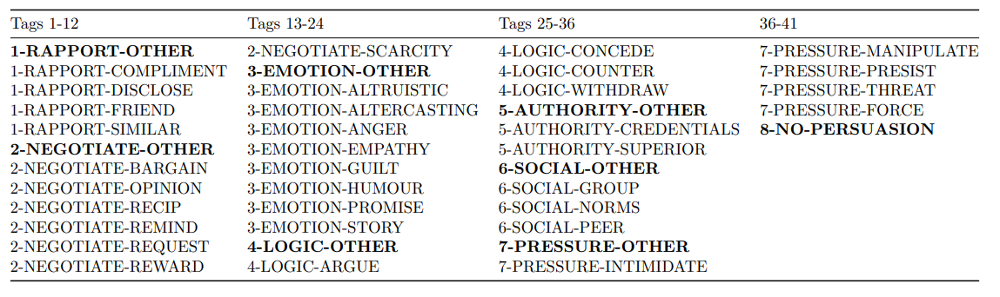 Tags 1-12 Tags 13-24 Tags 25-36 36-41
1-RAPPORT-OTHER 2-NEGOTIATE-SCARCITY 4-LOGIC-CONCEDE 7-PRESSURE-MANIPULATE
1-RAPPORT-COMPLIMENT 3-EMOTION-OTHER 4-LOGIC-COUNTER 7-PRESSURE-PRESIST
1-RAPPORT-DISCLOSE 3-EMOTION-ALTRUISTIC 4-LOGIC-WITHDRAW 7-PRESSURE-THREAT
1-RAPPORT-FRIEND 3-EMOTION-ALTERCASTING 5-AUTHORITY-OTHER 7-PRESSURE-FORCE
1-RAPPORT-SIMILAR 3-EMOTION-ANGER 5-AUTHORITY-CREDENTIALS 8-NO-PERSUASION
2-NEGOTIATE-OTHER 3-EMOTION-EMPATHY 5-AUTHORITY-SUPERIOR
2-NEGOTIATE-BARGAIN 3-EMOTION-GUILT 6-SOCIAL-OTHER
2-NEGOTIATE-OPINION 3-EMOTION-HUMOUR 6-SOCIAL-GROUP
2-NEGOTIATE-RECIP 3-EMOTION-PROMISE 6-SOCIAL-NORMS
2-NEGOTIATE-REMIND 3-EMOTION-STORY 6-SOCIAL-PEER
2-NEGOTIATE-REQUEST 4-LOGIC-OTHER 7-PRESSURE-OTHER
2-NEGOTIATE-REWARD 4-LOGIC-ARGUE 7-PRESSURE-INTIMIDATE